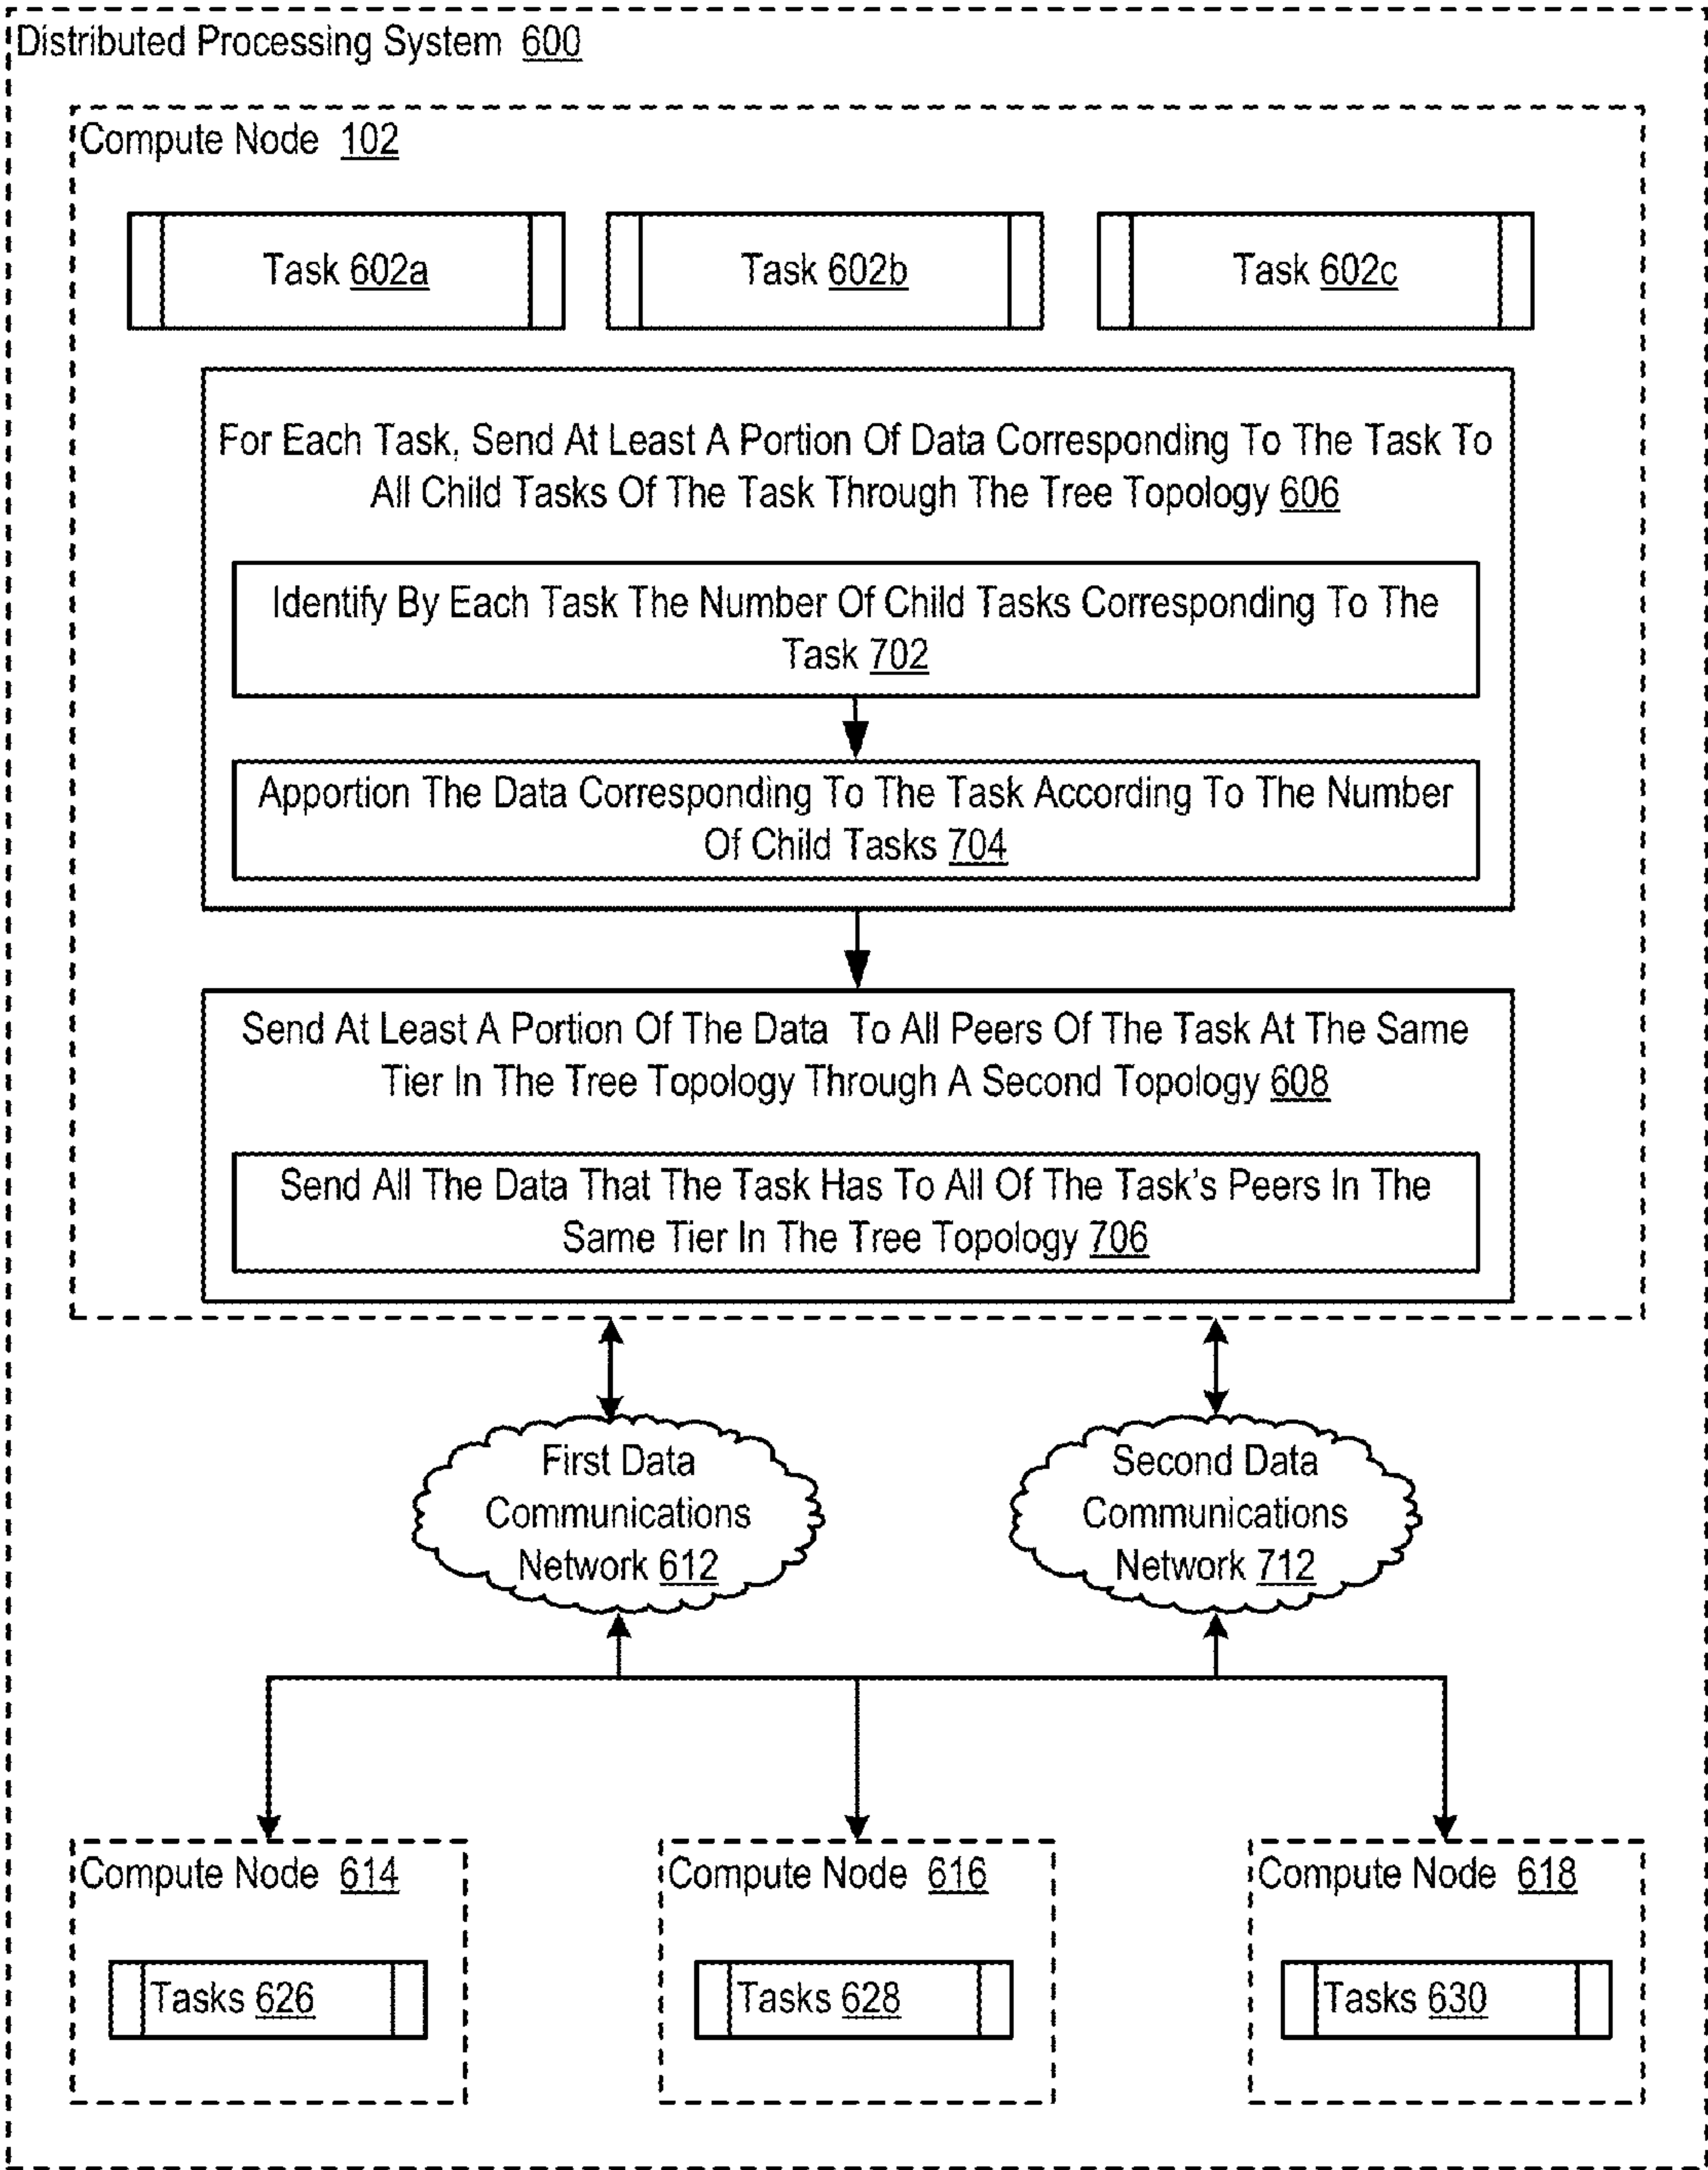 Distributed Processing System 600
Compute Node 102
Task 602a
Task 602b
Task 602c
For Each Task, Send At Least A Portion Of Data Corresponding To The Task To
All Child Tasks Of The Task Through The Tree Topology 606
Identify By Each Task The Number Of Child Tasks Corresponding To The
Task 702
Apportion The Data Corresponding To The Task According To The Number
Of Child Tasks 704
Send At Least A Portion Of The Data To All Peers Of The Task At The Same
Tier In The Tree Topology Through A Second Topology 608
Send All The Data That The Task Has To All Of The Task's Peers In The
Same Tier In The Tree Topology 706
First Data
Communications
Network 612
Second Data
Communications
Network 712
Compute Node 614
Tasks 626
Compute Node 616
Tasks 628
Compute Node 618
Tasks 630